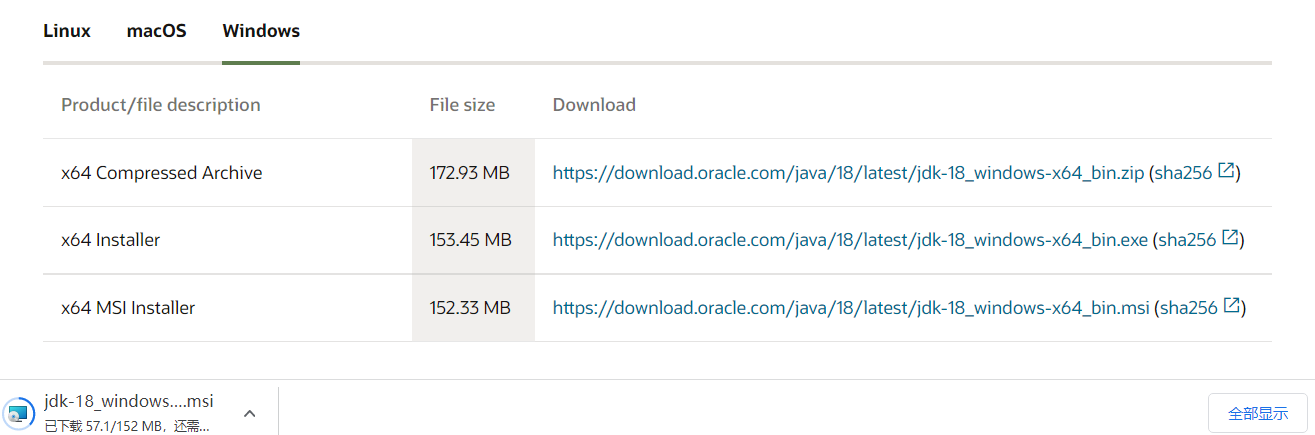 Linux macOS Windows
Product/file description File size Download
x64 Compressed Archive 172.93 MB https://download.oracle.com/java/18/latest/jdk-18_windows-x64_bin.zip (sha256)
x64 Installer 153.45 MB https://download.oracle.com/java/18/latest/jdk-18_windows-x64_bin.exe (sha256)
x64 MSI Installer 152.33 MB https://download.oracle.com/java/18/latest/jdk-18_windows-x64_bin.msi (sha256)
jdk-18_windows....msi
已下载 57.1/152 MB，还需...
全部显示